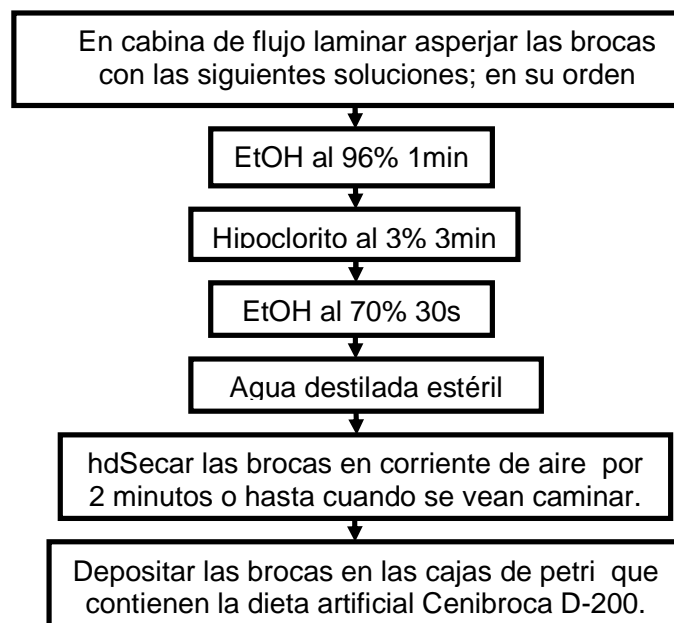 En cabina de flujo laminar asperjar las brocas
con las siguientes soluciones; en su orden
EtOH al 96% 1min
Hipoclorito al 3% 3min
EtOH al 70% 30s
Agua destilada estéril
hdSecar las brocas en corriente de aire por
2 minutos o hasta cuando se vean caminar.
Depositar las brocas en las cajas de petri que
contienen la dieta artificial Cenibroca D-200.